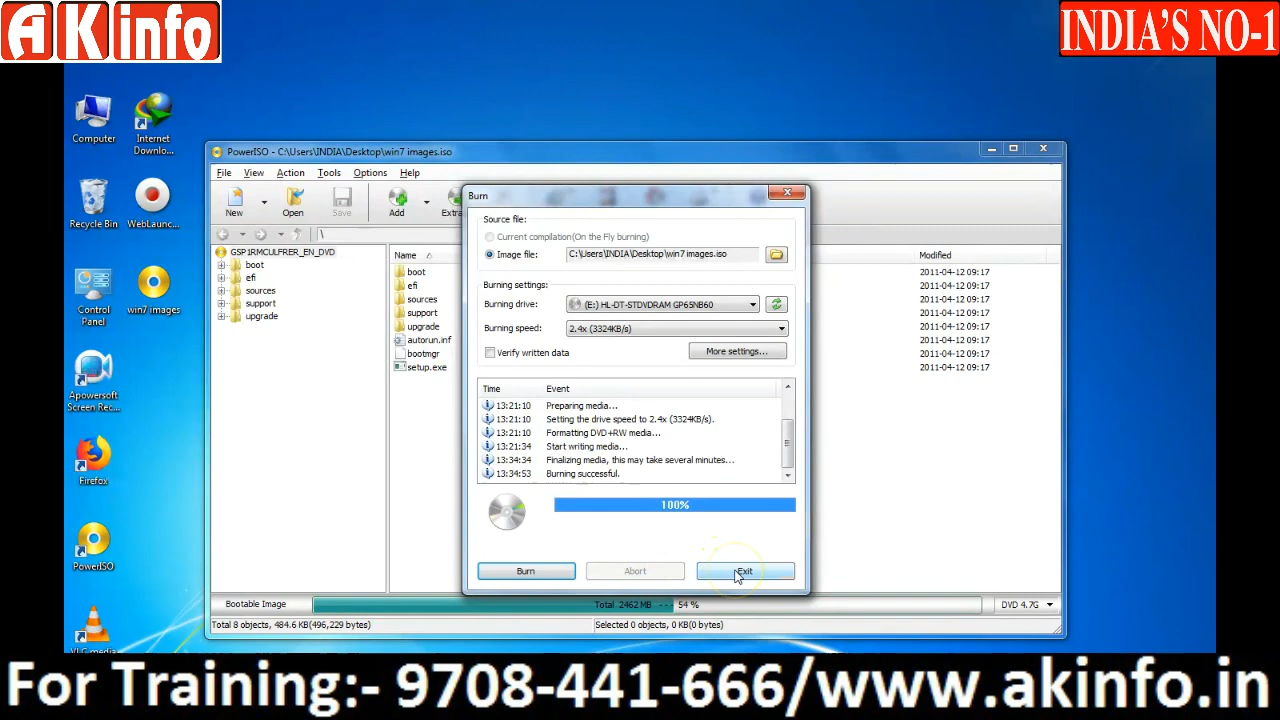 AK info
INDIA'S NO-1
Computer
Internet
Downlo...
Recycle Bin
WebLaunc...
Control
Panel
win7 images
Apowersoft
Screen Rec...
Firefox
PowerISO
VLC media
PowerISO - C:\Users\INDIA\Desktop\win7 images.iso
File View Action Tools Options Help
New Open Save Add Extra
\
GSP1RMCULFRER_EN_DVD
boot
efi
sources
support
upgrade
Name
boot
efi
sources
support
upgrade
autorun.inf
bootmgr
setup.exe
Modified
2011-04-12 09:17
2011-04-12 09:17
2011-04-12 09:17
2011-04-12 09:17
2011-04-12 09:17
2011-04-12 09:17
2011-04-12 09:17
2011-04-12 09:17
Burn
Source file:
Current compilation(On the Fly burning)
Image file: C:\Users\INDIA\Desktop\win7 images.iso
Burning settings:
Burning drive: (E:) HL-DT-STDVDRAM GP65NB60
Burning speed: 2.4x (3324KB/s)
Verify written data More settings...
Time Event
13:21:10 Preparing media...
13:21:10 Setting the drive speed to 2.4x (3324KB/s).
13:21:10 Formatting DVD+RW media...
13:21:34 Start writing media...
13:34:34 Finalizing media, this may take several minutes...
13:34:53 Burning successful.
100%
Burn Abort Exit
Bootable Image Total 2462 MB --- 54 % DVD 4.7G
Total 8 objects, 484.6 KB(496,229 bytes) Selected 0 objects, 0 KB(0 bytes)
For Training:- 9708-441-666/www.akinfo.in